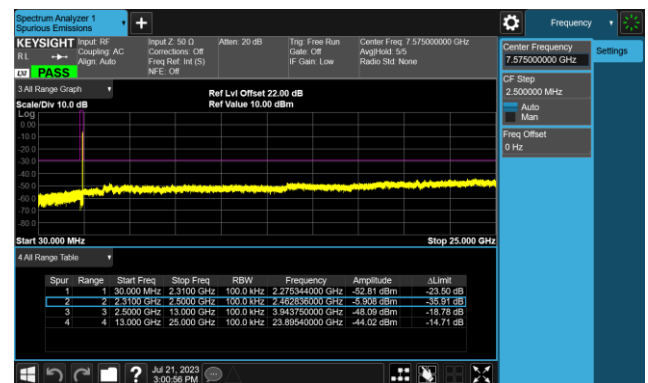 Spectrum Analyzer 1
Spurious Emissions
Frequency
KEYSIGHT
Input: RF
Coupling: AC
Align: Auto
Input Z: 50 Ω
Corrections: Off
Freq Ref: Int (S)
NFE: Off
Atten: 20 dB
Trig: Free Run
Gate: Off
IF Gain: Low
Center Freq: 7.575000000 GHz
Avg|Hold: 5/5
Radio Std: None
R L
LXI
PASS
Center Frequency
7.575000000 GHz
Settings
CF Step
2.500000 MHz
Auto
Man
Freq Offset
0 Hz
3 All Range Graph
Scale/Div 10.0 dB
Ref Lvl Offset 22.00 dB
Ref Value 10.00 dBm
Log
0.00
-10.0
-20.0
-30.0
-40.0
-50.0
-60.0
-70.0
-80.0
Start 30.000 MHz
Stop 25.000 GHz
4 All Range Table
Spur Range Start Freq Stop Freq RBW Frequency Amplitude ΔLimit
1 1 30.000 MHz 2.3100 GHz 100.0 kHz 2.275344000 GHz -52.81 dBm -23.50 dB
2 2 2.3100 GHz 2.5000 GHz 100.0 kHz 2.462836000 GHz -5.908 dBm -35.91 dB
3 3 2.5000 GHz 13.000 GHz 100.0 kHz 3.943750000 GHz -48.09 dBm -18.78 dB
4 4 13.000 GHz 25.000 GHz 100.0 kHz 23.89540000 GHz -44.02 dBm -14.71 dB
?
Jul 21, 2023
3:00:56 PM